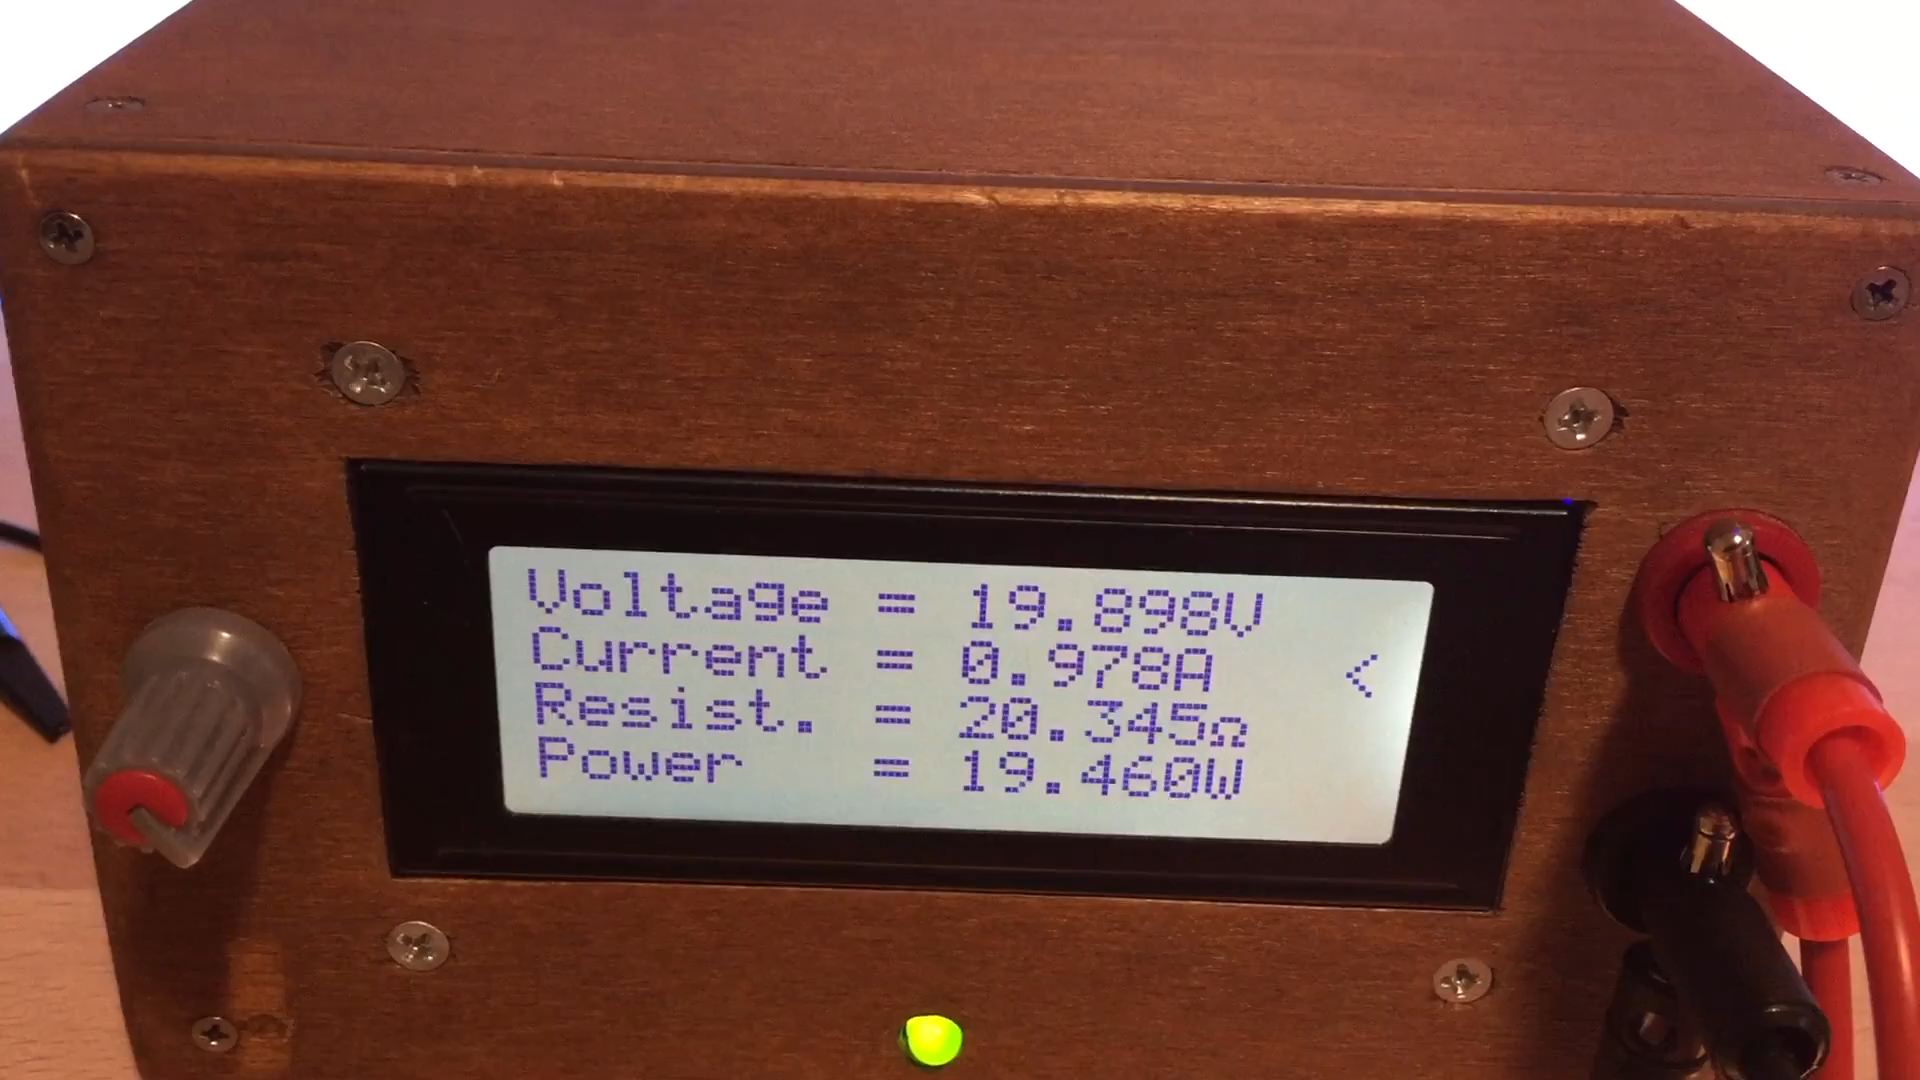 Voltage = 19.898V
Current = 0.978A <
Resist. = 20.345Ω
Power = 19.460W